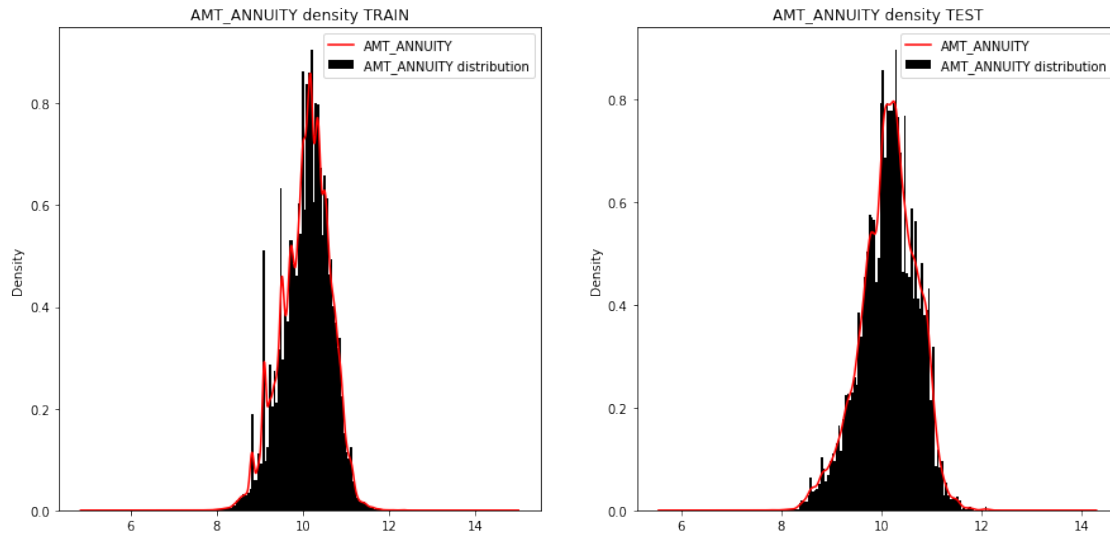 AMT_ANNUITY density TRAIN
AMT_ANNUITY
AMT_ANNUITY distribution
Density
0.8
0.6
0.4
0.2
0.0
6 8 10 12 14
AMT_ANNUITY density TEST
AMT_ANNUITY
AMT_ANNUITY distribution
Density
0.8
0.6
0.4
0.2
0.0
6 8 10 12 14